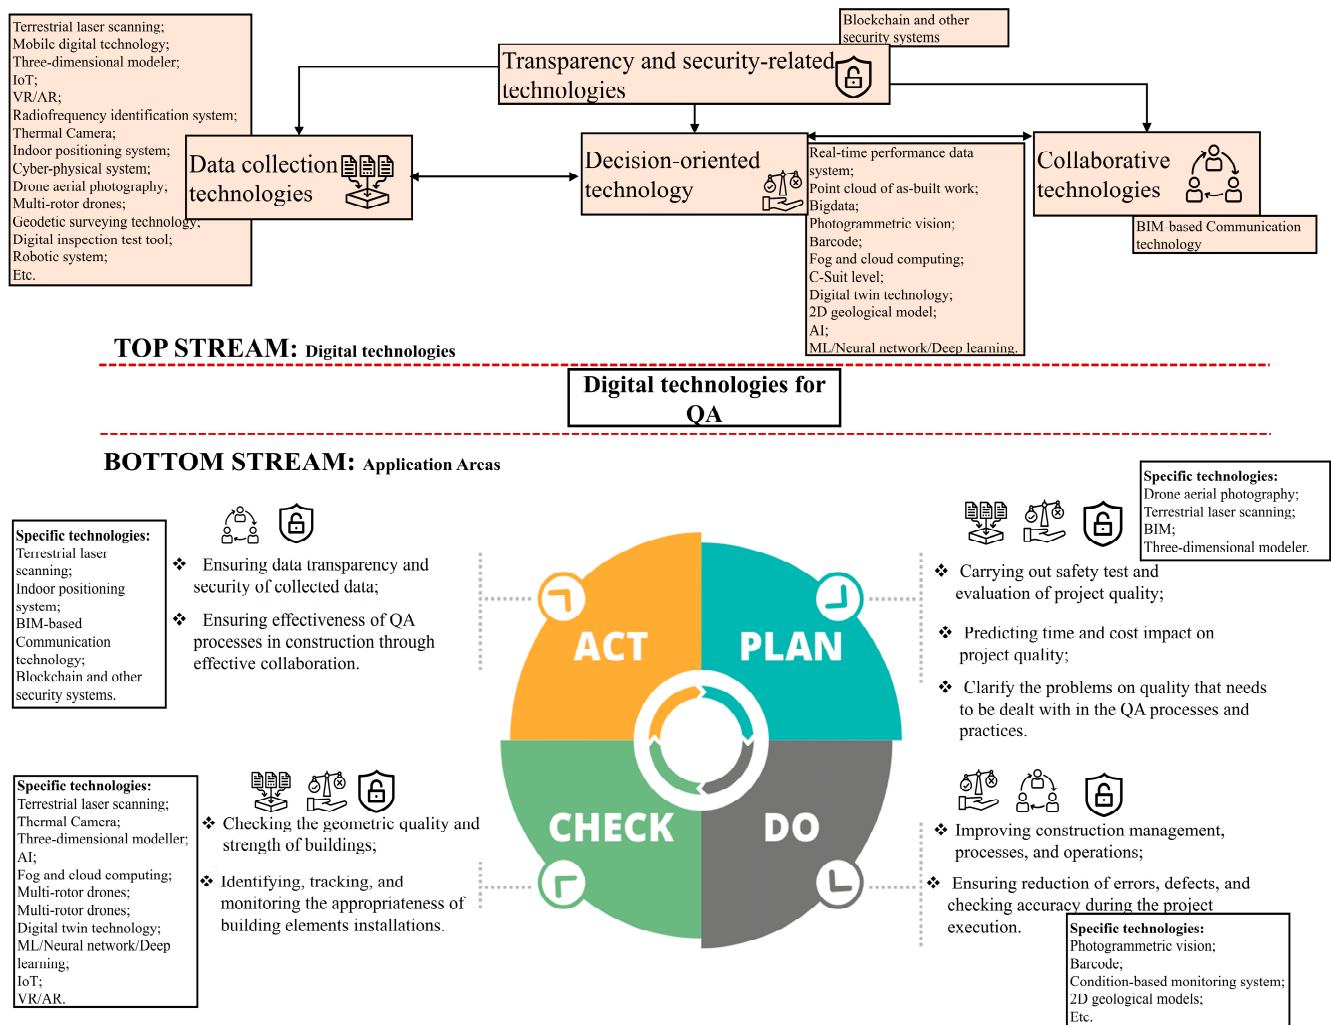 Terrestrial laser scanning;
Mobile digital technology;
Three-dimensional modeler;
IoT;
VR/AR;
Radiofrequency identification system;
Thermal Camera;
Indoor positioning system;
Cyber-physical system;
Drone aerial photography;
Multi-rotor drones;
Geodetic surveying technology;
Digital inspection test tool;
Robotic system;
Etc.
Data collection
technologies
Blockchain and other
security systems
Transparency and security-related
technologies
Decision-oriented
technology
Real-time performance data
system;
Point cloud of as-built work;
Bigdata;
Photogrammetric vision;
Barcode;
Fog and cloud computing;
C-Suit level;
Digital twin technology;
2D geological model;
AI;
ML/Neural network/Deep learning.
Collaborative
technologies
BIM-based Communication
technology
TOP STREAM: Digital technologies
Digital technologies for
QA
BOTTOM STREAM: Application Areas
Specific technologies:
Terrestrial laser
scanning;
Indoor positioning
system;
BIM-based
Communication
technology;
Blockchain and other
security systems.
❖ Ensuring data transparency and
security of collected data;
❖ Ensuring effectiveness of QA
processes in construction through
effective collaboration.
ACT
PLAN
Specific technologies:
Drone aerial photography;
Terrestrial laser scanning;
BIM;
Three-dimensional modeler.
❖ Carrying out safety test and
evaluation of project quality;
❖ Predicting time and cost impact on
project quality;
❖ Clarify the problems on quality that needs
to be dealt with in the QA processes and
practices.
Specific technologies:
Terrestrial laser scanning;
Thermal Camera;
Three-dimensional modeller;
AI;
Fog and cloud computing;
Multi-rotor drones;
Multi-rotor drones;
Digital twin technology;
ML/Neural network/Deep
learning;
IoT;
VR/AR.
❖ Checking the geometric quality and
strength of buildings;
❖ Identifying, tracking, and
monitoring the appropriateness of
building elements installations.
CHECK
DO
❖ Improving construction management,
processes, and operations;
❖ Ensuring reduction of errors, defects, and
checking accuracy during the project
execution.
Specific technologies:
Photogrammetric vision;
Barcode;
Condition-based monitoring system;
2D geological models;
Etc.